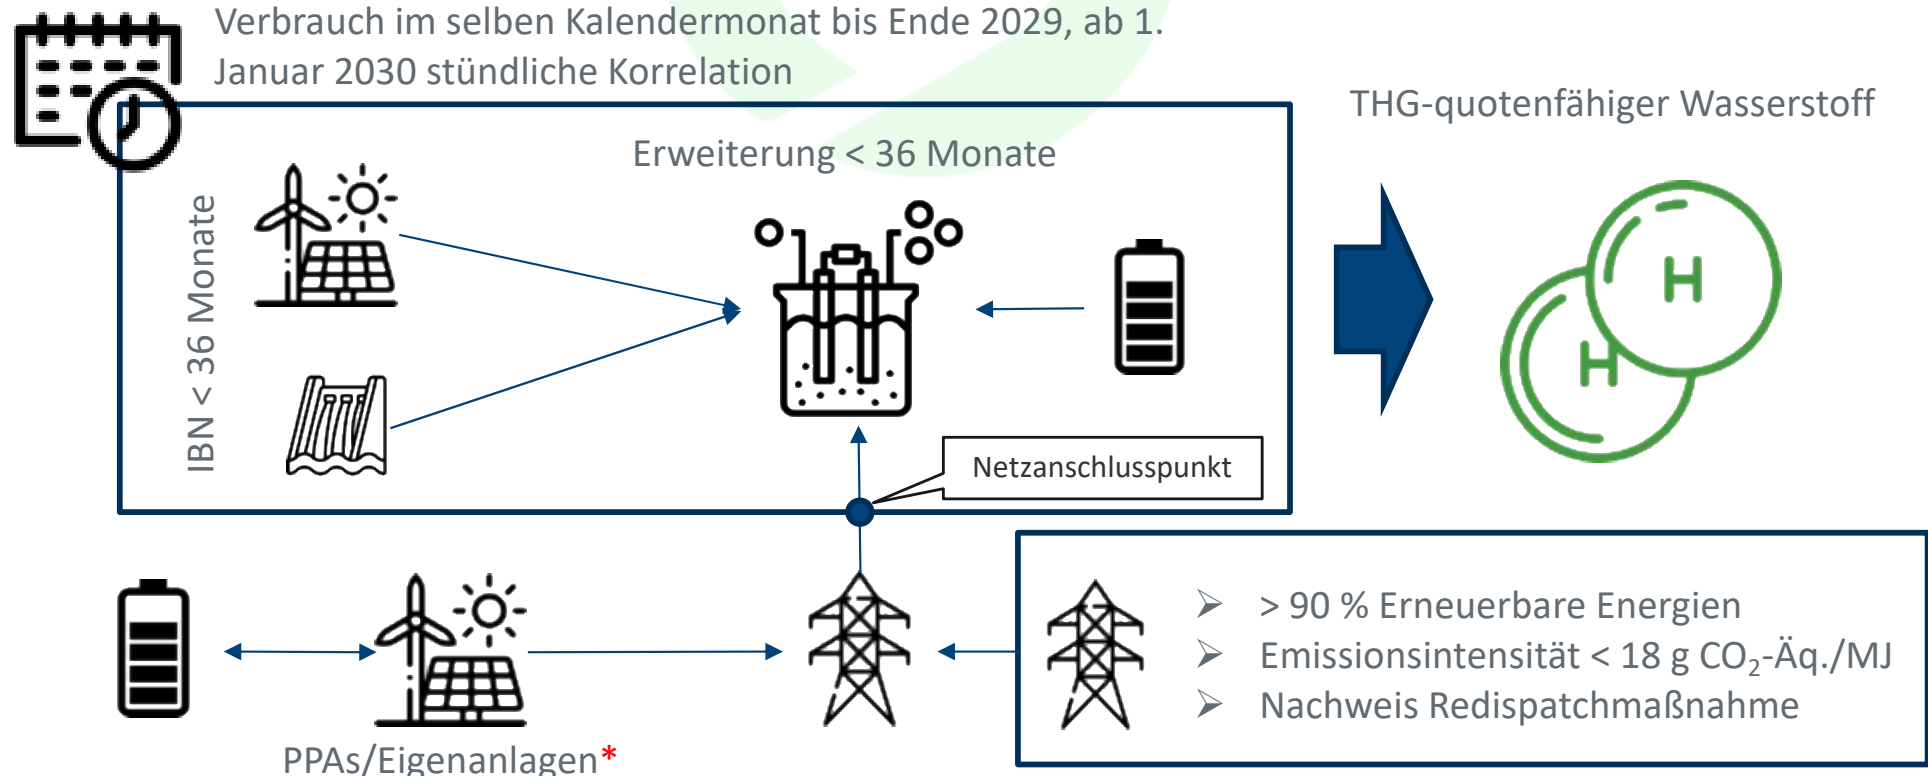 Verbrauch im selben Kalendermonat bis Ende 2029, ab 1.
Januar 2030 stündliche Korrelation
THG-quotenfähiger Wasserstoff
Erweiterung < 36 Monate
IBN < 36 Monate
H
H
Netzanschlusspunkt
➢ > 90 % Erneuerbare Energien
➢ Emissionsintensität < 18 g CO₂-Äq./MJ
➢ Nachweis Redispatchmaßnahme
PPAs/Eigenanlagen*